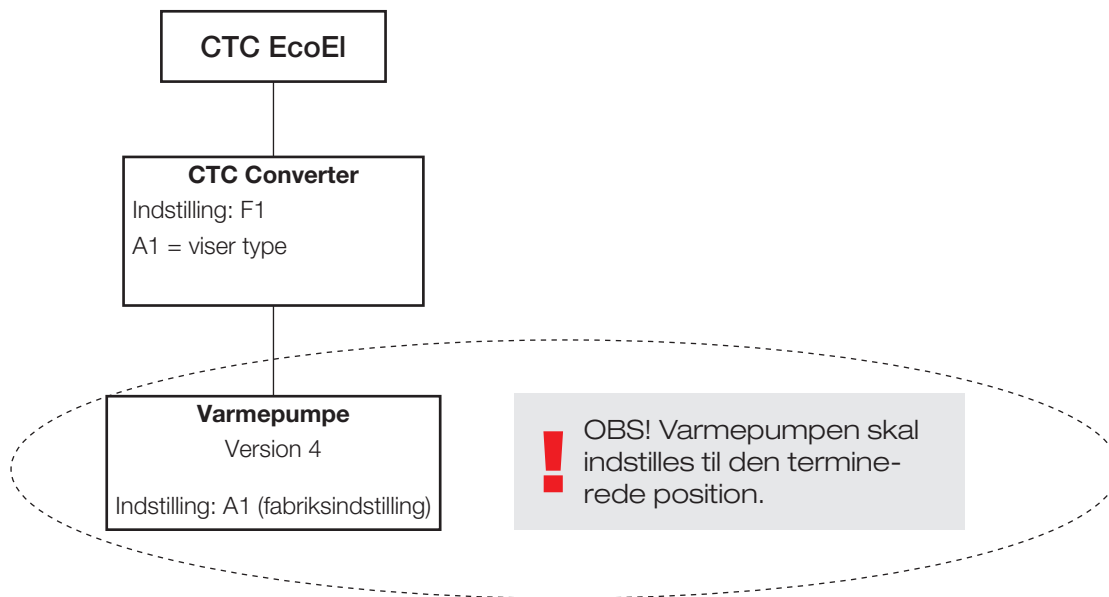 CTC EcoEl
CTC Converter
Indstilling: F1
A1 = viser type
Varmepumpe
Version 4
Indstilling: A1 (fabriksindstilling)
!
OBS! Varmepumpen skal
indstilles til den termine-
rede position.